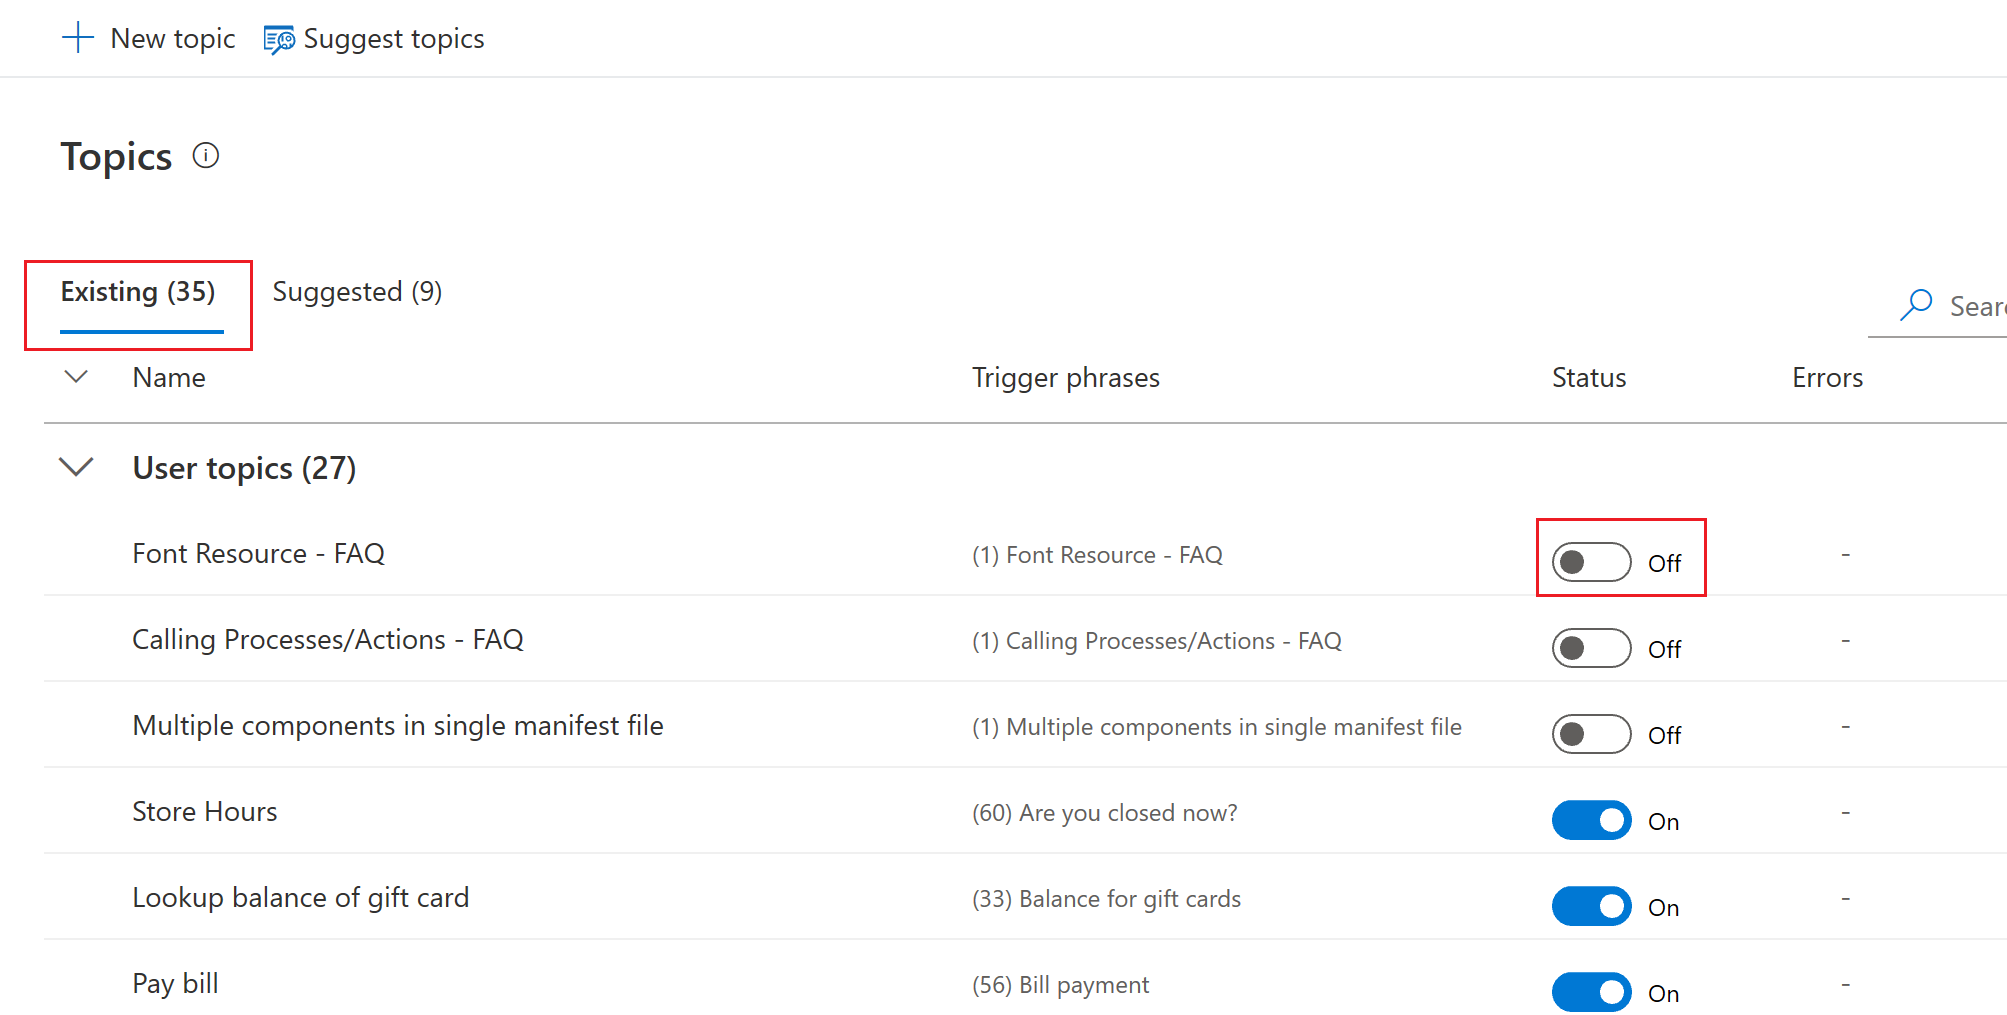 New topic Suggest topics
Topics
Existing (35) Suggested (9)
Name Trigger phrases Status Errors
User topics (27)
Font Resource - FAQ (1) Font Resource - FAQ Off -
Calling Processes/Actions - FAQ (1) Calling Processes/Actions - FAQ Off -
Multiple components in single manifest file (1) Multiple components in single manifest file Off -
Store Hours (60) Are you closed now? On -
Lookup balance of gift card (33) Balance for gift cards On -
Pay bill (56) Bill payment On -